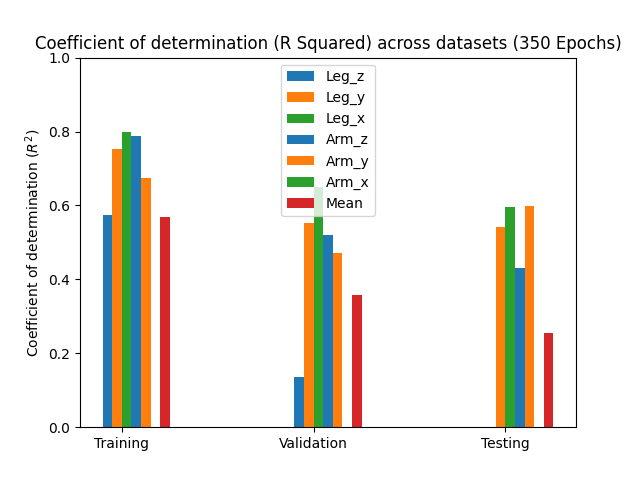 Coefficient of determination (R Squared) across datasets (350 Epochs)
Coefficient of determination (R²)
1.0
0.8
0.6
0.4
0.2
0.0
Leg_z
Leg_y
Leg_x
Arm_z
Arm_y
Arm_x
Mean
Training
Validation
Testing